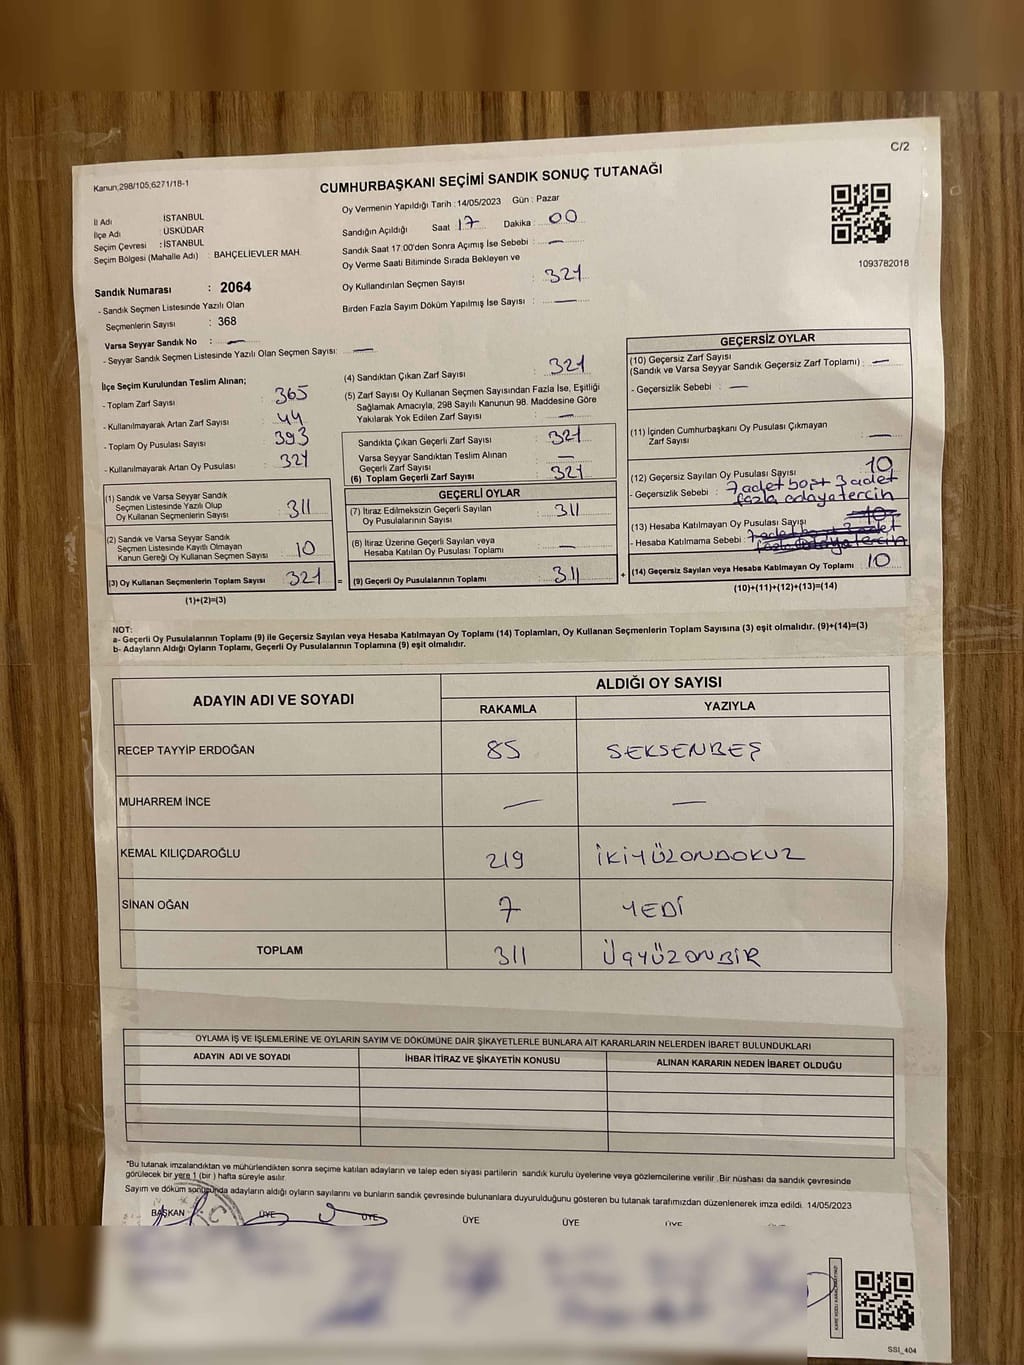 C/2
Kanun,298/105;6271/18-1
CUMHURBAŞKANI SEÇİMİ SANDIK SONUÇ TUTANAĞI
İl Adı : İSTANBUL
İlçe Adı : ÜSKÜDAR
Seçim Çevresi : İSTANBUL
Seçim Bölgesi (Mahalle Adı) : BAHÇELİEVLER MAH.
Oy Vermenin Yapıldığı Tarih :14/05/2023 Gün : Pazar
Sandığın Açıldığı Saat 17 Dakika : 00
Sandık Saat 17:00'den Sonra Açımış İse Sebebi : —
Oy Verme Saati Bitiminde Sırada Bekleyen ve
Oy Kullandırılan Seçmen Sayısı : 321
Birden Fazla Sayım Döküm Yapılmış İse Sayısı : —
1093782018
Sandık Numarası : 2064
- Sandık Seçmen Listesinde Yazılı Olan
Seçmenlerin Sayısı : 368
Varsa Seyyar Sandık No : —
- Seyyar Sandık Seçmen Listesinde Yazılı Olan Seçmen Sayısı: —
İlçe Seçim Kurulundan Teslim Alınan;
- Toplam Zarf Sayısı : 365
- Kullanılmayarak Artan Zarf Sayısı : 44
- Toplam Oy Pusulası Sayısı : 393
- Kullanılmayarak Artan Oy Pusulası : 321
(1) Sandık ve Varsa Seyyar Sandık
Seçmen Listesinde Yazılı Olup
Oy Kullanan Seçmenlerin Sayısı : 311
(2) Sandık ve Varsa Seyyar Sandık
Seçmen Listesinde Kayıtlı Olmayan
Kanun Gereği Oy Kullanan Seçmen Sayısı : 10
(3) Oy Kullanan Seçmenlerin Toplam Sayısı : 321 =
(1)+(2)=(3)
(4) Sandıktan Çıkan Zarf Sayısı : 321
(5) Zarf Sayısı Oy Kullanan Seçmen Sayısından Fazla İse, Eşitliği
Sağlamak Amacıyla, 298 Sayılı Kanunun 98. Maddesine Göre
Yakılarak Yok Edilen Zarf Sayısı : —
Sandıkta Çıkan Geçerli Zarf Sayısı : 321
Varsa Seyyar Sandıktan Teslim Alınan
Geçerli Zarf Sayısı : —
(6) Toplam Geçerli Zarf Sayısı : 321
GEÇERLİ OYLAR
(7) İtiraz Edilmeksizin Geçerli Sayılan
Oy Pusulalarının Sayısı : 311
(8) İtiraz Üzerine Geçerli Sayılan veya
Hesaba Katılan Oy Pusulası Toplamı : —
(9) Geçerli Oy Pusulalarının Toplamı : 311 +
GEÇERSİZ OYLAR
(10) Geçersiz Zarf Sayısı
(Sandık ve Varsa Seyyar Sandık Geçersiz Zarf Toplamı) : —
- Geçersizlik Sebebi : —
(11) İçinden Cumhurbaşkanı Oy Pusulası Çıkmayan
Zarf Sayısı : —
(12) Geçersiz Sayılan Oy Pusulası Sayısı : 10
- Geçersizlik Sebebi : 7 adet boş+ 3 adet
fazla adaya tercih
(13) Hesaba Katılmayan Oy Pusulası Sayısı : 10
- Hesaba Katılmama Sebebi : 7 adet boş+ 3 adet
fazla adaya tercih
(14) Geçersiz Sayılan veya Hesaba Katılmayan Oy Toplamı : 10
(10)+(11)+(12)+(13)=(14)
NOT:
a- Geçerli Oy Pusulalarının Toplamı (9) ile Geçersiz Sayılan veya Hesaba Katılmayan Oy Toplamı (14) Toplamları, Oy Kullanan Seçmenlerin Toplam Sayısına (3) eşit olmalıdır. (9)+(14)=(3)
b- Adayların Aldığı Oyların Toplamı, Geçerli Oy Pusulalarının Toplamına (9) eşit olmalıdır.
ADAYIN ADI VE SOYADI ALDIĞI OY SAYISI
RAKAMLA YAZIYLA
RECEP TAYYİP ERDOĞAN 85 SEKSENBEŞ
MUHARREM İNCE — —
KEMAL KILIÇDAROĞLU 219 İKİYÜZONDOKUZ
SİNAN OĞAN 7 YEDİ
TOPLAM 311 ÜÇYÜZONBİR
OYLAMA İŞ VE İŞLEMLERİNE VE OYLARIN SAYIM VE DÖKÜMÜNE DAİR ŞİKAYETLERLE BUNLARA AİT KARARLARIN NELERDEN İBARET BULUNDUKLARI
ADAYIN ADI VE SOYADI İHBAR İTİRAZ VE ŞİKAYETİN KONUSU ALINAN KARARIN NEDEN İBARET OLDUĞU
"Bu tutanak imzalandıktan ve mühürlendikten sonra seçime katılan adayların ve talep eden siyasi partilerin sandık kurulu üyelerine veya gözlemcilerine verilir .Bir nüshası da sandık çevresinde
görülecek bir yere 1 (bir ) hafta süreyle asılır.
Sayım ve döküm sonucunda adayların aldığı oyların sayılarını ve bunların sandık çevresinde bulunanlara duyurulduğunu gösteren bu tutanak tarafımızdan düzenlenerek imza edildi. 14/05/2023
BAŞKAN ÜYE ÜYE ÜYE ÜYE ÜYE
SSI_404